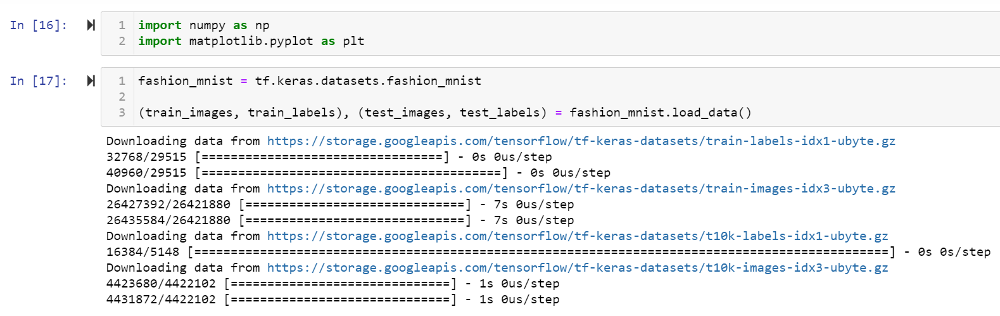 In [16]:
1 import numpy as np
2 import matplotlib.pyplot as plt
In [17]:
1 fashion_mnist = tf.keras.datasets.fashion_mnist
2
3 (train_images, train_labels), (test_images, test_labels) = fashion_mnist.load_data()
Downloading data from https://storage.googleapis.com/tensorflow/tf-keras-datasets/train-labels-idx1-ubyte.gz
32768/29515 [=================================] - 0s 0us/step
40960/29515 [=========================================] - 0s 0us/step
Downloading data from https://storage.googleapis.com/tensorflow/tf-keras-datasets/train-images-idx3-ubyte.gz
26427392/26421880 [==============================] - 7s 0us/step
26435584/26421880 [==============================] - 7s 0us/step
Downloading data from https://storage.googleapis.com/tensorflow/tf-keras-datasets/t10k-labels-idx1-ubyte.gz
16384/5148 [===============================================================================================] - 0s 0s/step
Downloading data from https://storage.googleapis.com/tensorflow/tf-keras-datasets/t10k-images-idx3-ubyte.gz
4423680/4422102 [==============================] - 1s 0us/step
4431872/4422102 [==============================] - 1s 0us/step